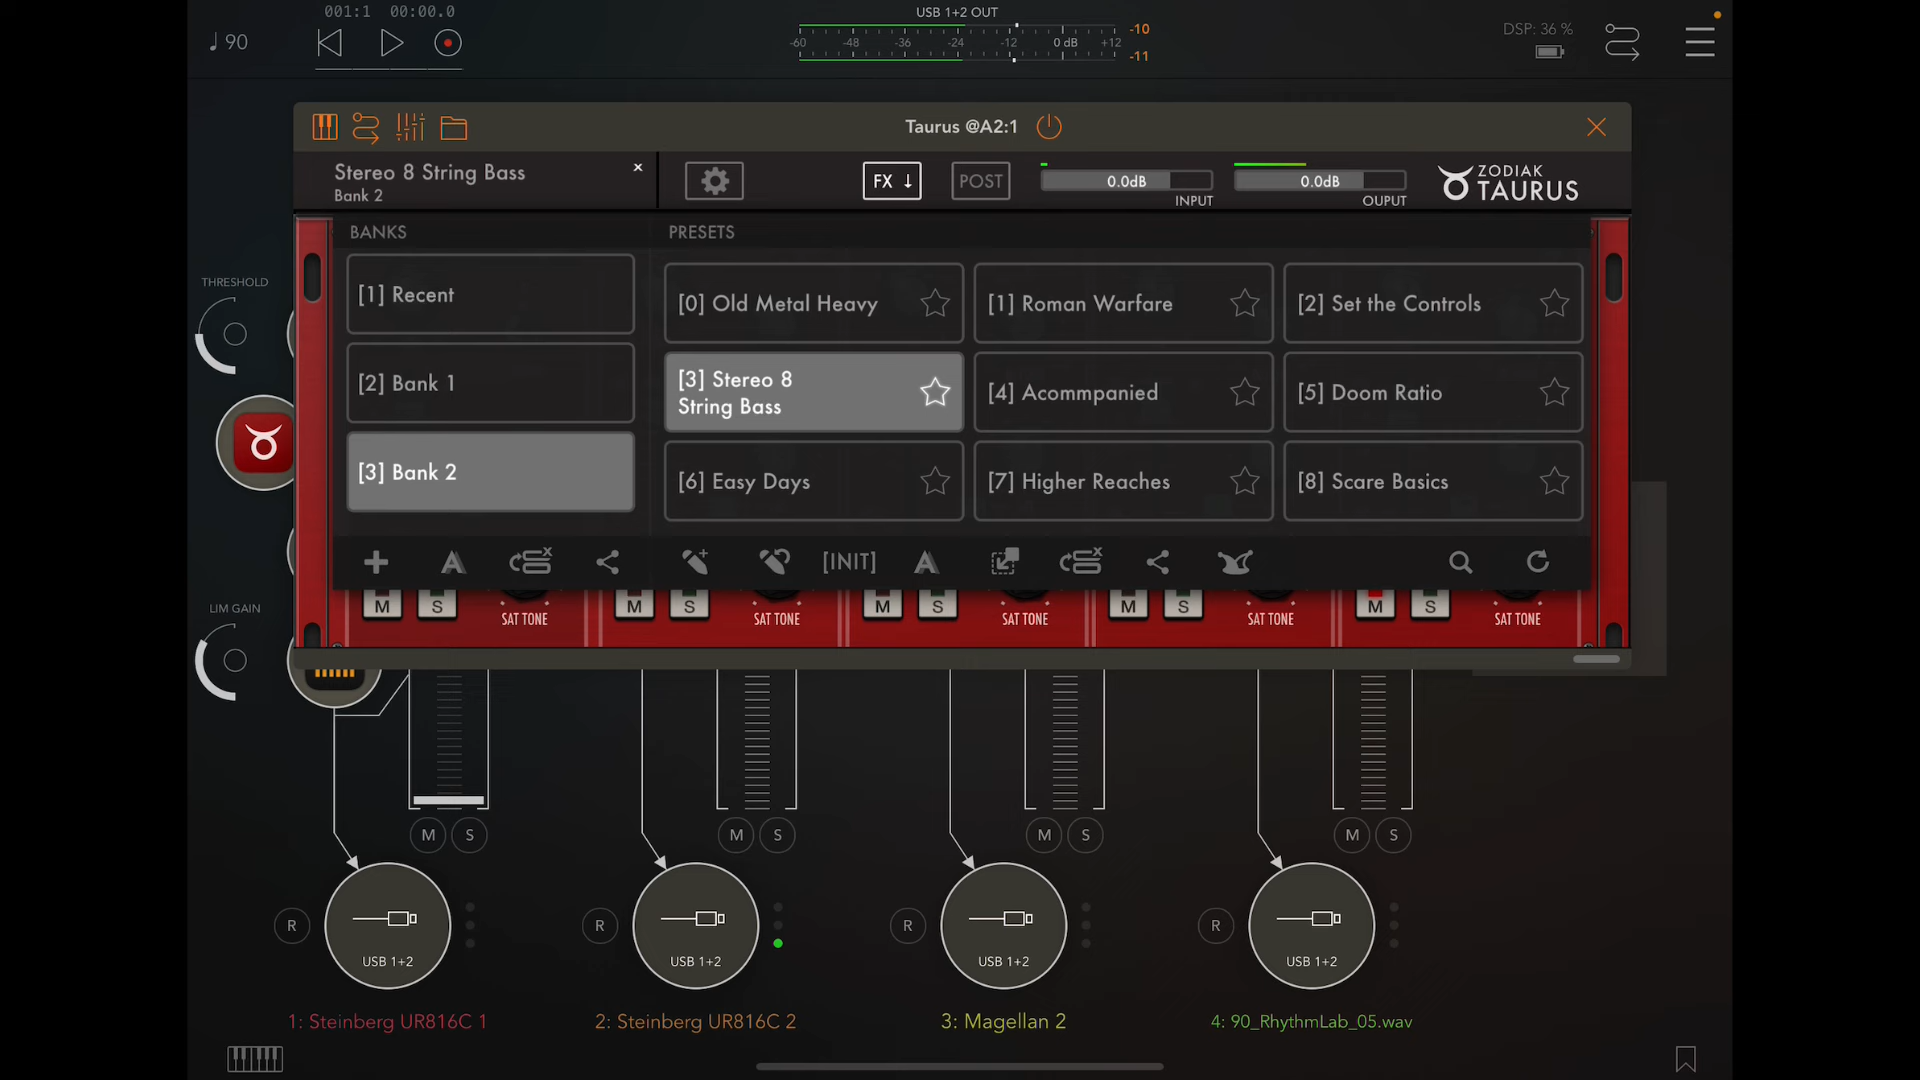 001:1 00:00.0
USB 1+2 OUT
♩ 90
-60 -48 -36 -24 -12 0 dB +12
-10
-11
DSP: 36 %
Taurus @A2:1
Stereo 8 String Bass
Bank 2
FX ↓
POST
0.0dB
INPUT
0.0dB
OUPUT
ZODIAK
TAURUS
BANKS
PRESETS
[1] Recent
[2] Bank 1
[3] Bank 2
[0] Old Metal Heavy
[1] Roman Warfare
[2] Set the Controls
[3] Stereo 8
String Bass
[4] Acommpanied
[5] Doom Ratio
[6] Easy Days
[7] Higher Reaches
[8] Scare Basics
[INIT]
THRESHOLD
LIM GAIN
M S SAT TONE
M S SAT TONE
M S SAT TONE
M S SAT TONE
M S SAT TONE
M S
M S
M S
M S
R
USB 1+2
R
USB 1+2
R
USB 1+2
R
USB 1+2
1: Steinberg UR816C 1
2: Steinberg UR816C 2
3: Magellan 2
4: 90_RhythmLab_05.wav